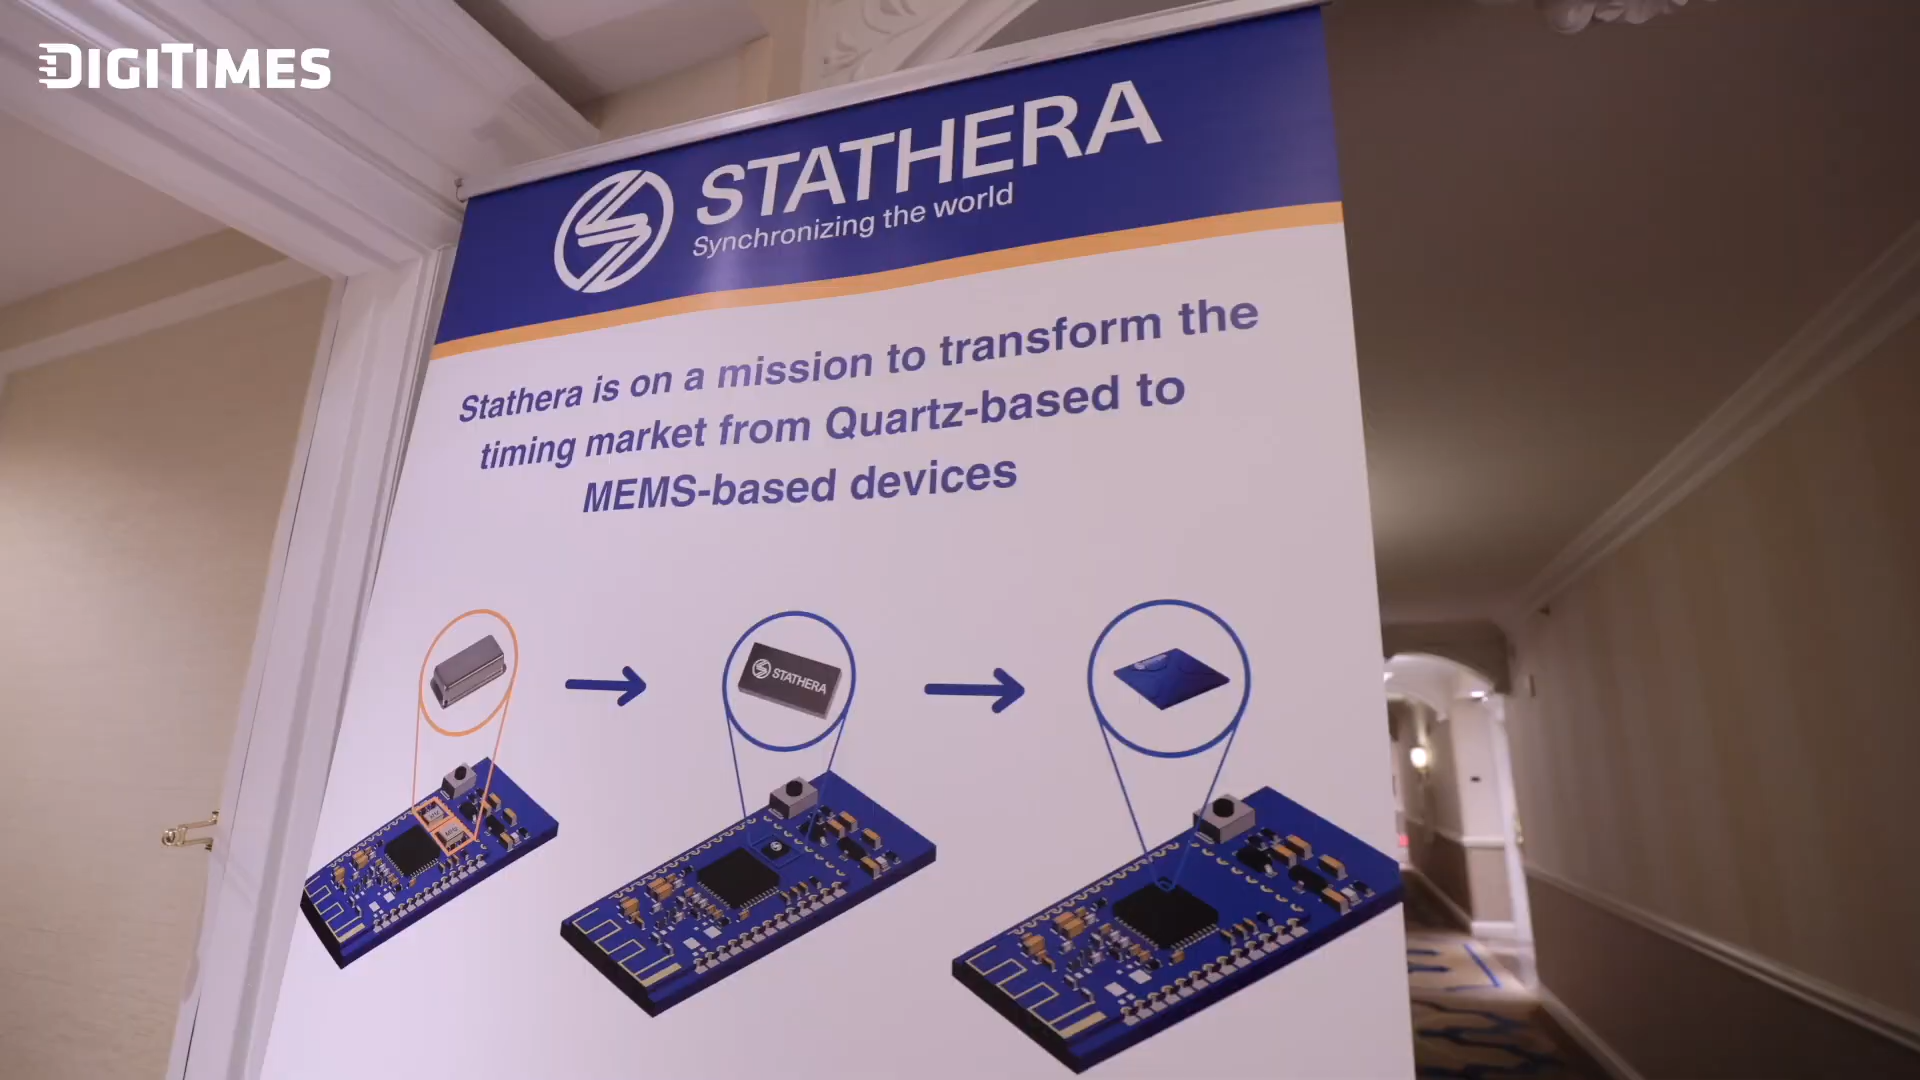 DIGITIMES
STATHERA
Synchronizing the world
Stathera is on a mission to transform the
timing market from Quartz-based to
MEMS-based devices
STATHERA